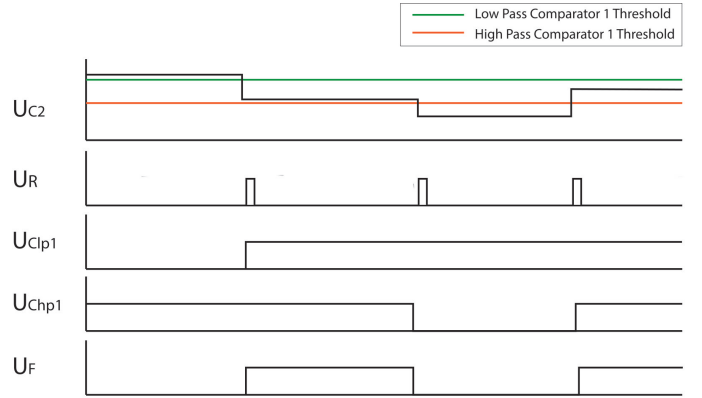 Low Pass Comparator 1 Threshold
High Pass Comparator 1 Threshold
UC2
UR
UClp1
UChp1
UF